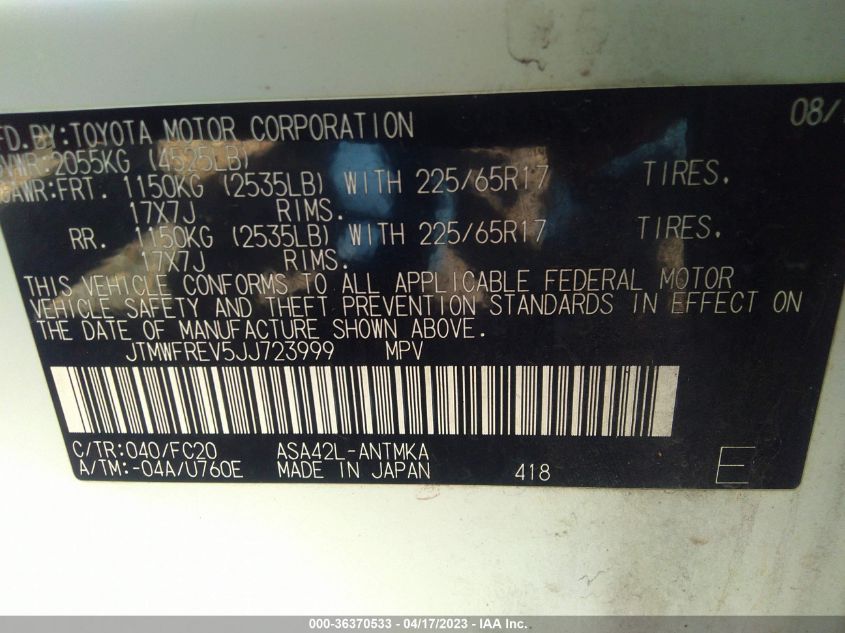 FD.BY:TOYOTA MOTOR CORPORATION 08/
VWR:2055KG (4525LB)
GAWR:FRT. 1150KG (2535LB) WITH 225/65R17 TIRES.
17X7J RIMS.
RR. 1150KG (2535LB) WITH 225/65R17 TIRES.
17X7J RIMS.
THIS VEHICLE CONFORMS TO ALL APPLICABLE FEDERAL MOTOR
VEHICLE SAFETY AND THEFT PREVENTION STANDARDS IN EFFECT ON
THE DATE OF MANUFACTURE SHOWN ABOVE.
JTMWFREV5JJ723999 MPV
C/TR:040/FC20 ASA42L-ANTMKA
A/TM:-04A/U760E MADE IN JAPAN 418 E
000-36370533 - 04/17/2023 - IAA Inc.